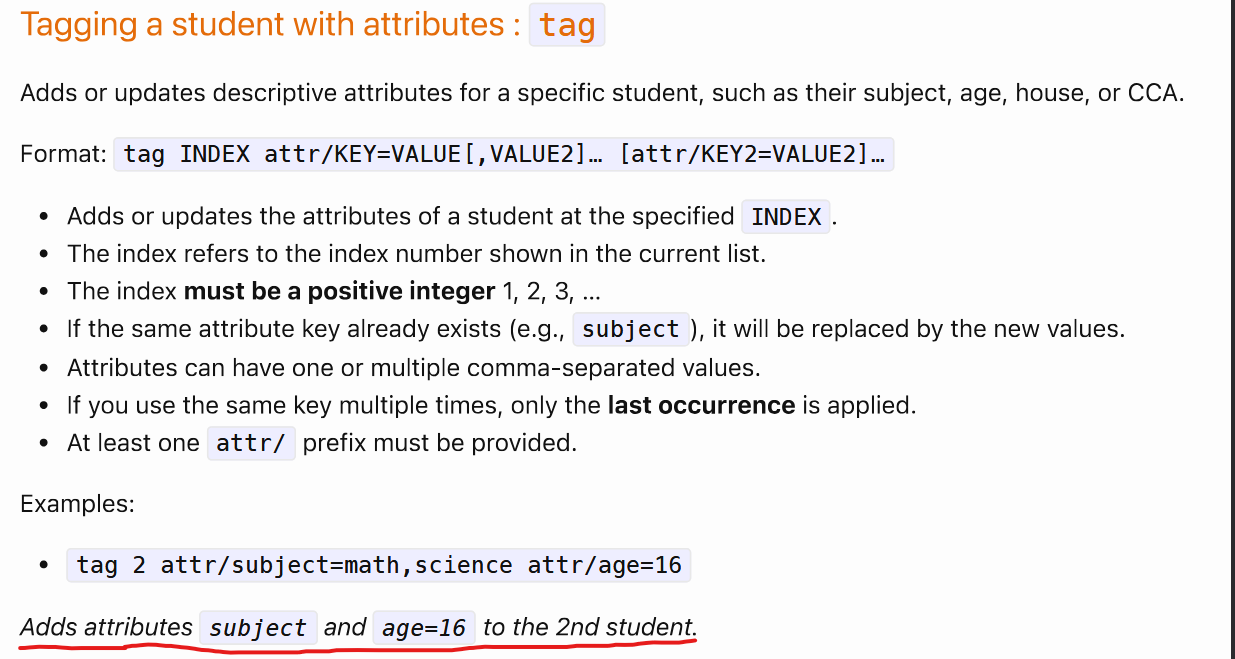 Tagging a student with attributes : tag
Adds or updates descriptive attributes for a specific student, such as their subject, age, house, or CCA.
Format: tag INDEX attr/KEY=VALUE[,VALUE2]… [attr/KEY2=VALUE2]…
• Adds or updates the attributes of a student at the specified INDEX.
• The index refers to the index number shown in the current list.
• The index must be a positive integer 1, 2, 3, …
• If the same attribute key already exists (e.g., subject), it will be replaced by the new values.
• Attributes can have one or multiple comma-separated values.
• If you use the same key multiple times, only the last occurrence is applied.
• At least one attr/ prefix must be provided.
Examples:
• tag 2 attr/subject=math,science attr/age=16
Adds attributes subject and age=16 to the 2nd student.